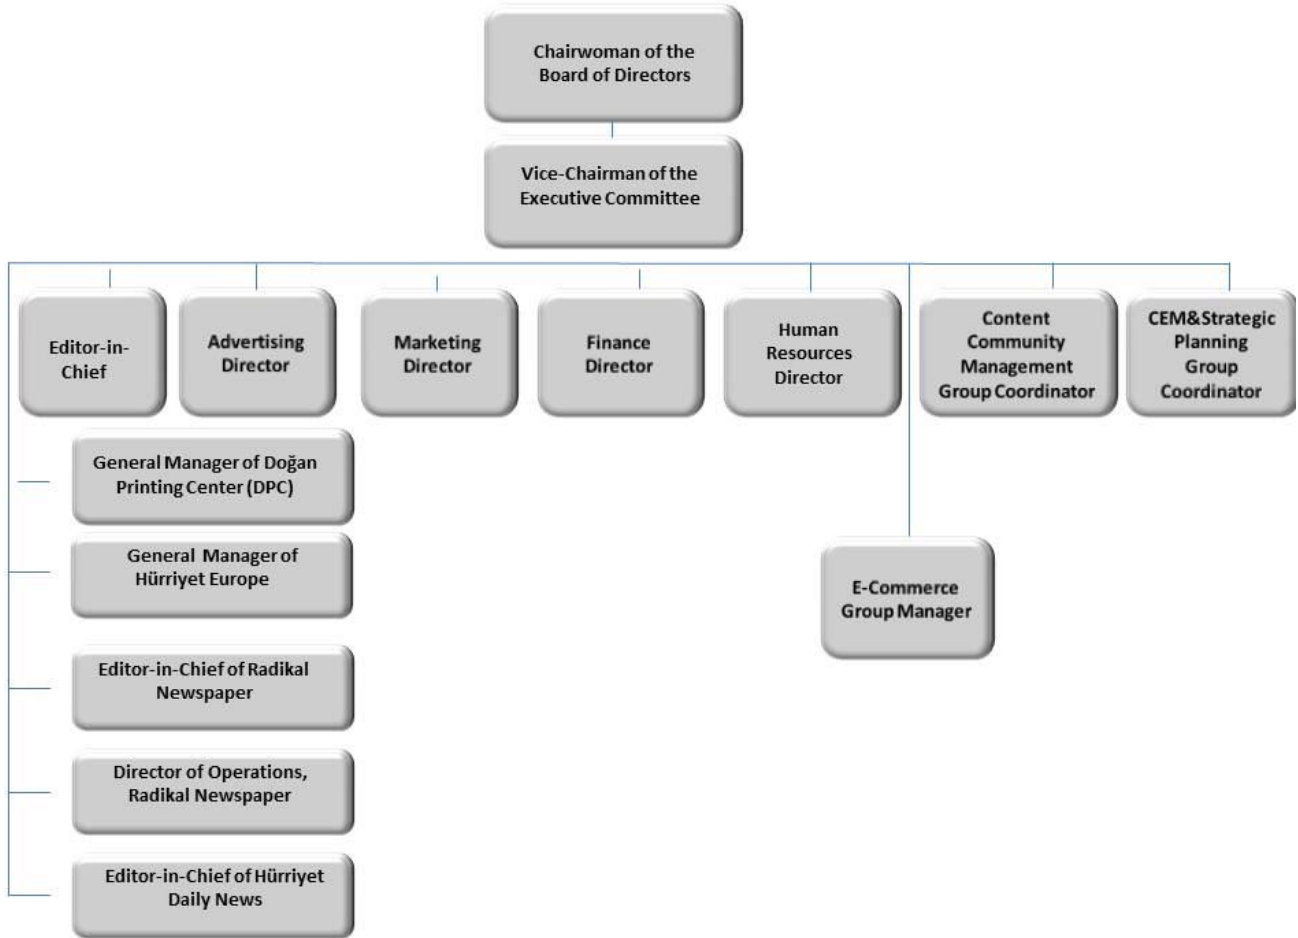 Chairwoman of the
Board of Directors
Vice-Chairman of the
Executive Committee
Editor-in-
Chief
Advertising
Director
Marketing
Director
Finance
Director
Human
Resources
Director
Content
Community
Management
Group Coordinator
CEM&Strategic
Planning
Group
Coordinator
General Manager of Doğan
Printing Center (DPC)
General Manager of
Hürriyet Europe
E-Commerce
Group Manager
Editor-in-Chief of Radikal
Newspaper
Director of Operations,
Radikal Newspaper
Editor-in-Chief of Hürriyet
Daily News